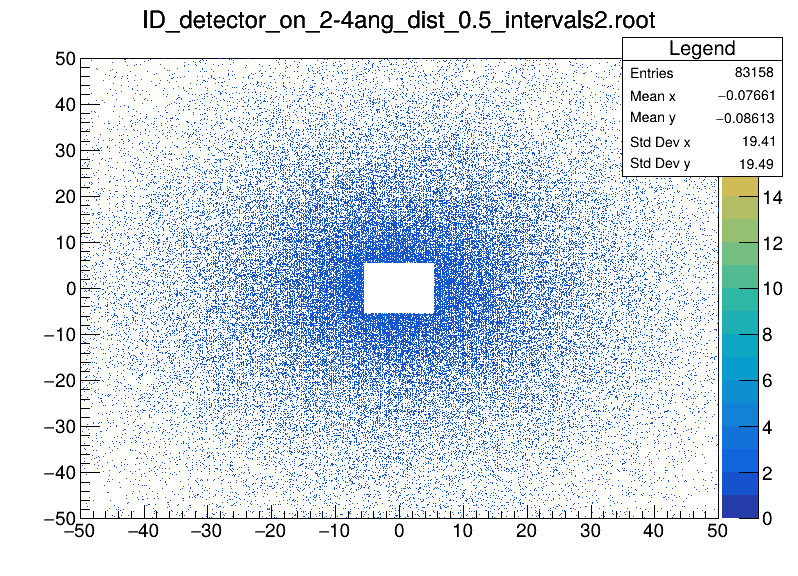 ID_detector_on_2-4ang_dist_0.5_intervals2.root
Legend
Entries 83158
Mean x −0.07661
Mean y −0.08613
Std Dev x 19.41
Std Dev y 19.49
50
40
30
20
10
0
−10
−20
−30
−40
−50
−50 −40 −30 −20 −10 0 10 20 30 40 50
14
12
10
8
6
4
2
0